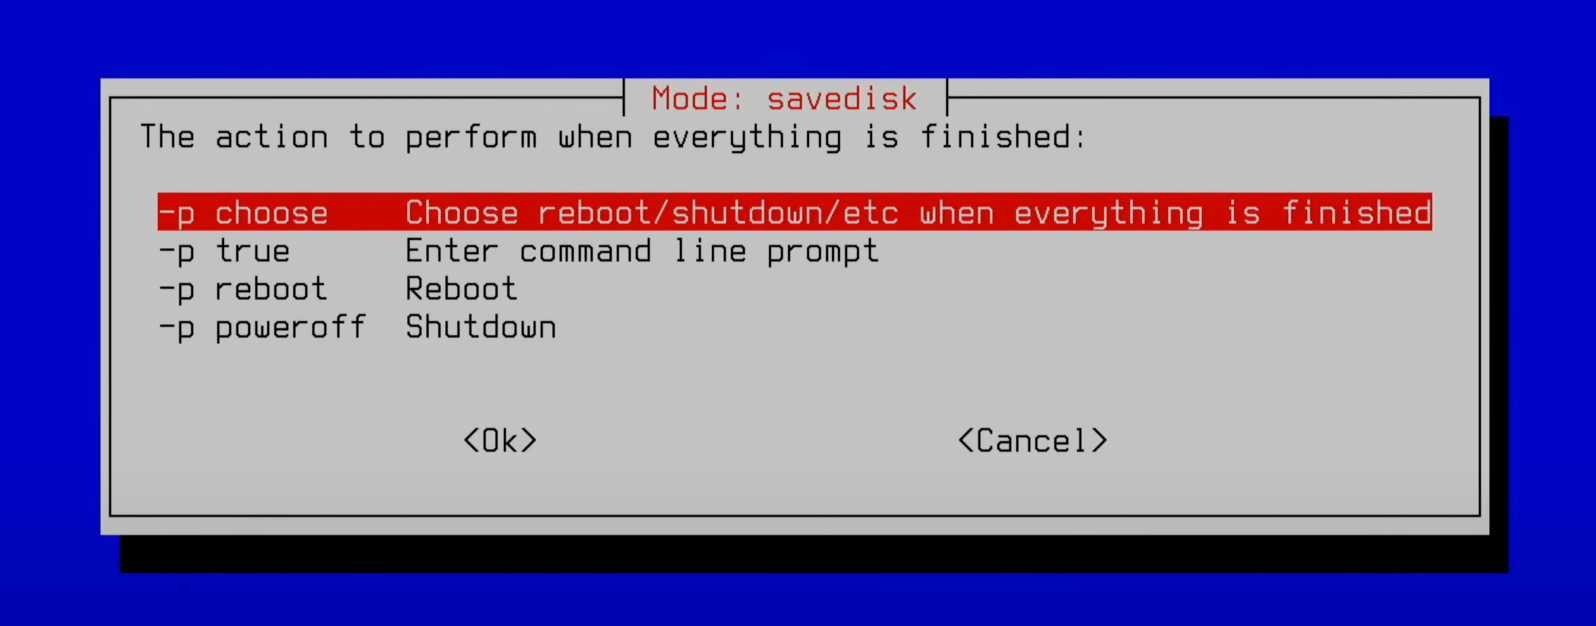 Mode: savedisk
The action to perform when everything is finished:
-p choose    Choose reboot/shutdown/etc when everything is finished
-p true      Enter command line prompt
-p reboot    Reboot
-p poweroff  Shutdown
<Ok>    <Cancel>